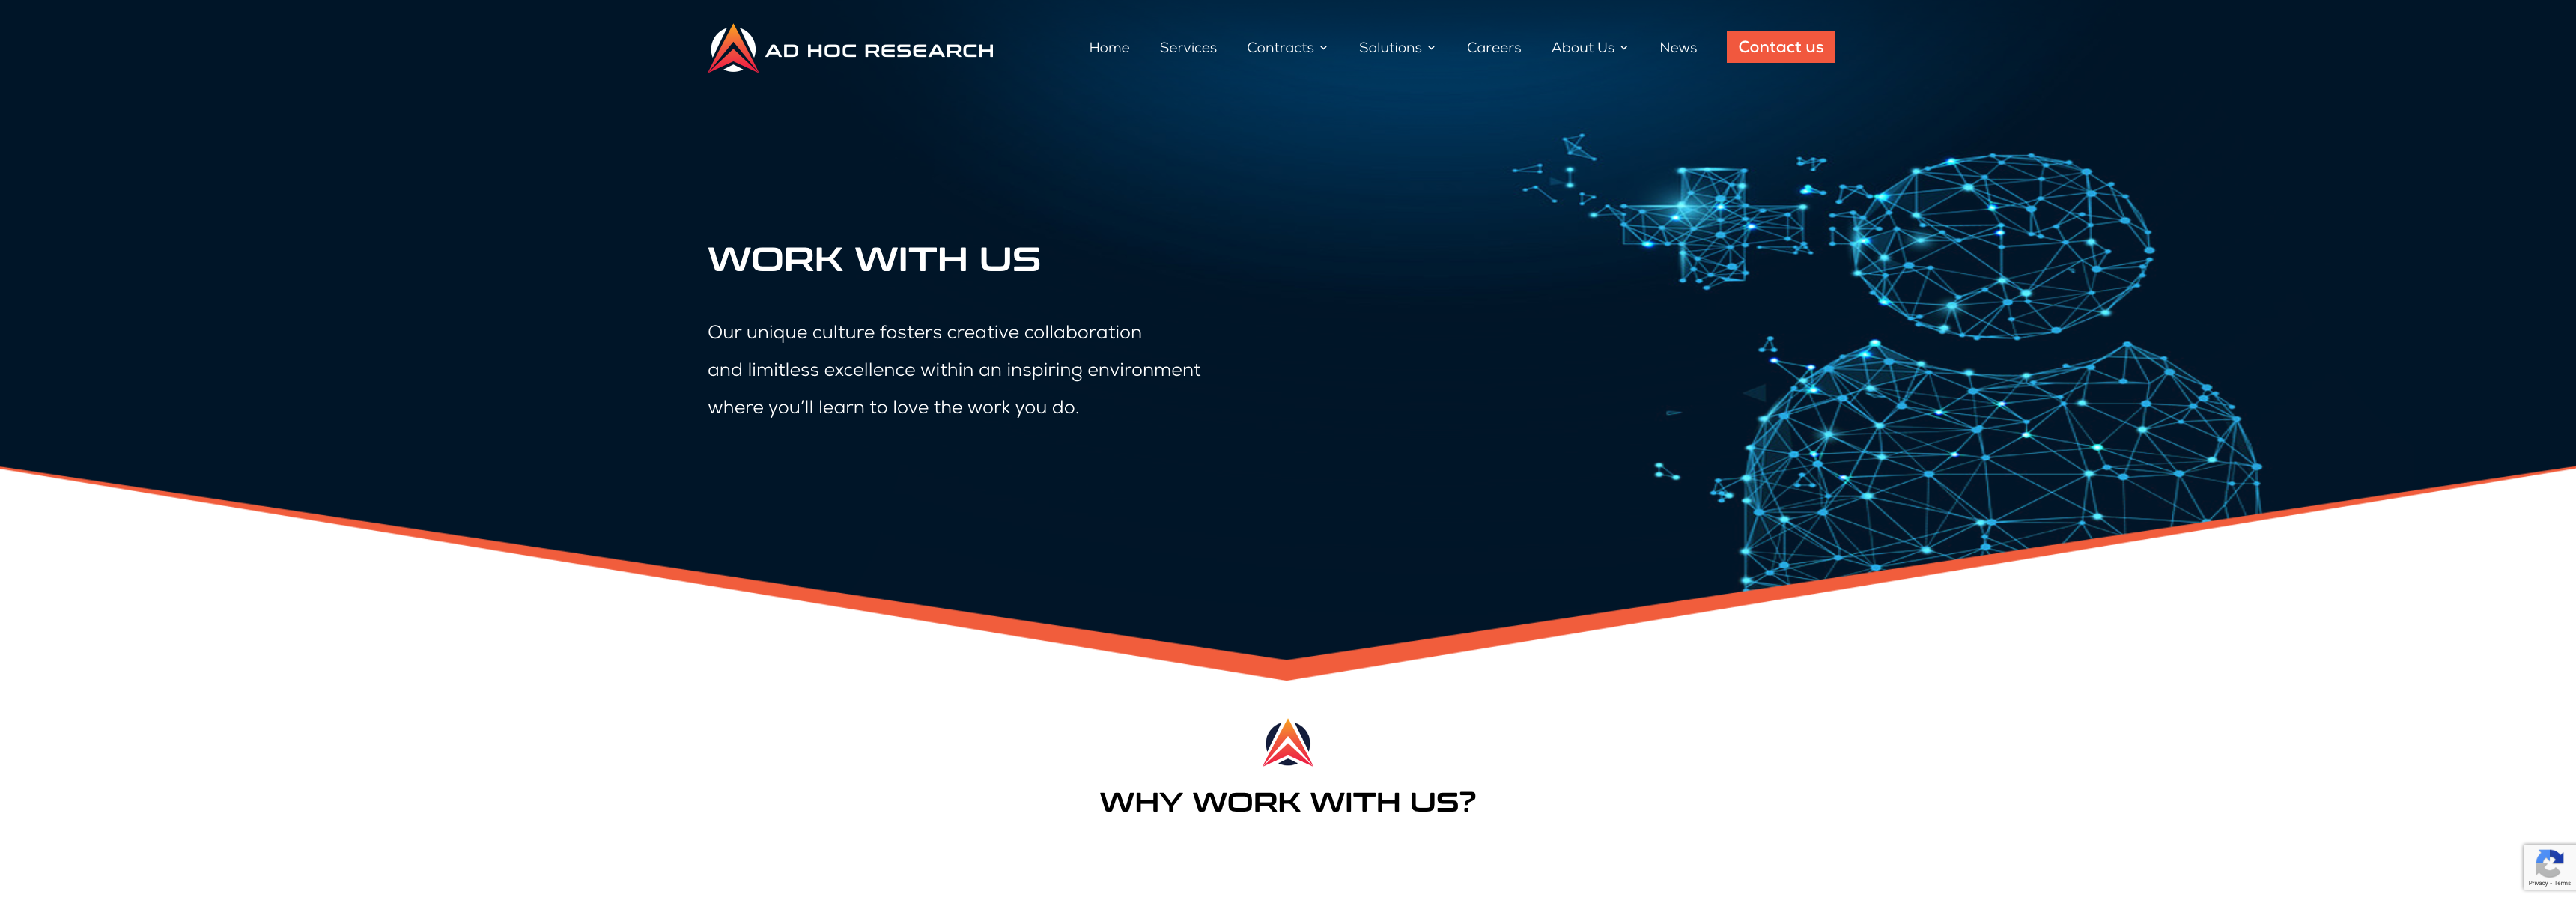 AD HOC RESEARCH
Home Services Contracts Solutions Careers About Us News Contact us
WORK WITH US
Our unique culture fosters creative collaboration
and limitless excellence within an inspiring environment
where you’ll learn to love the work you do.
WHY WORK WITH US?
Privacy - Terms